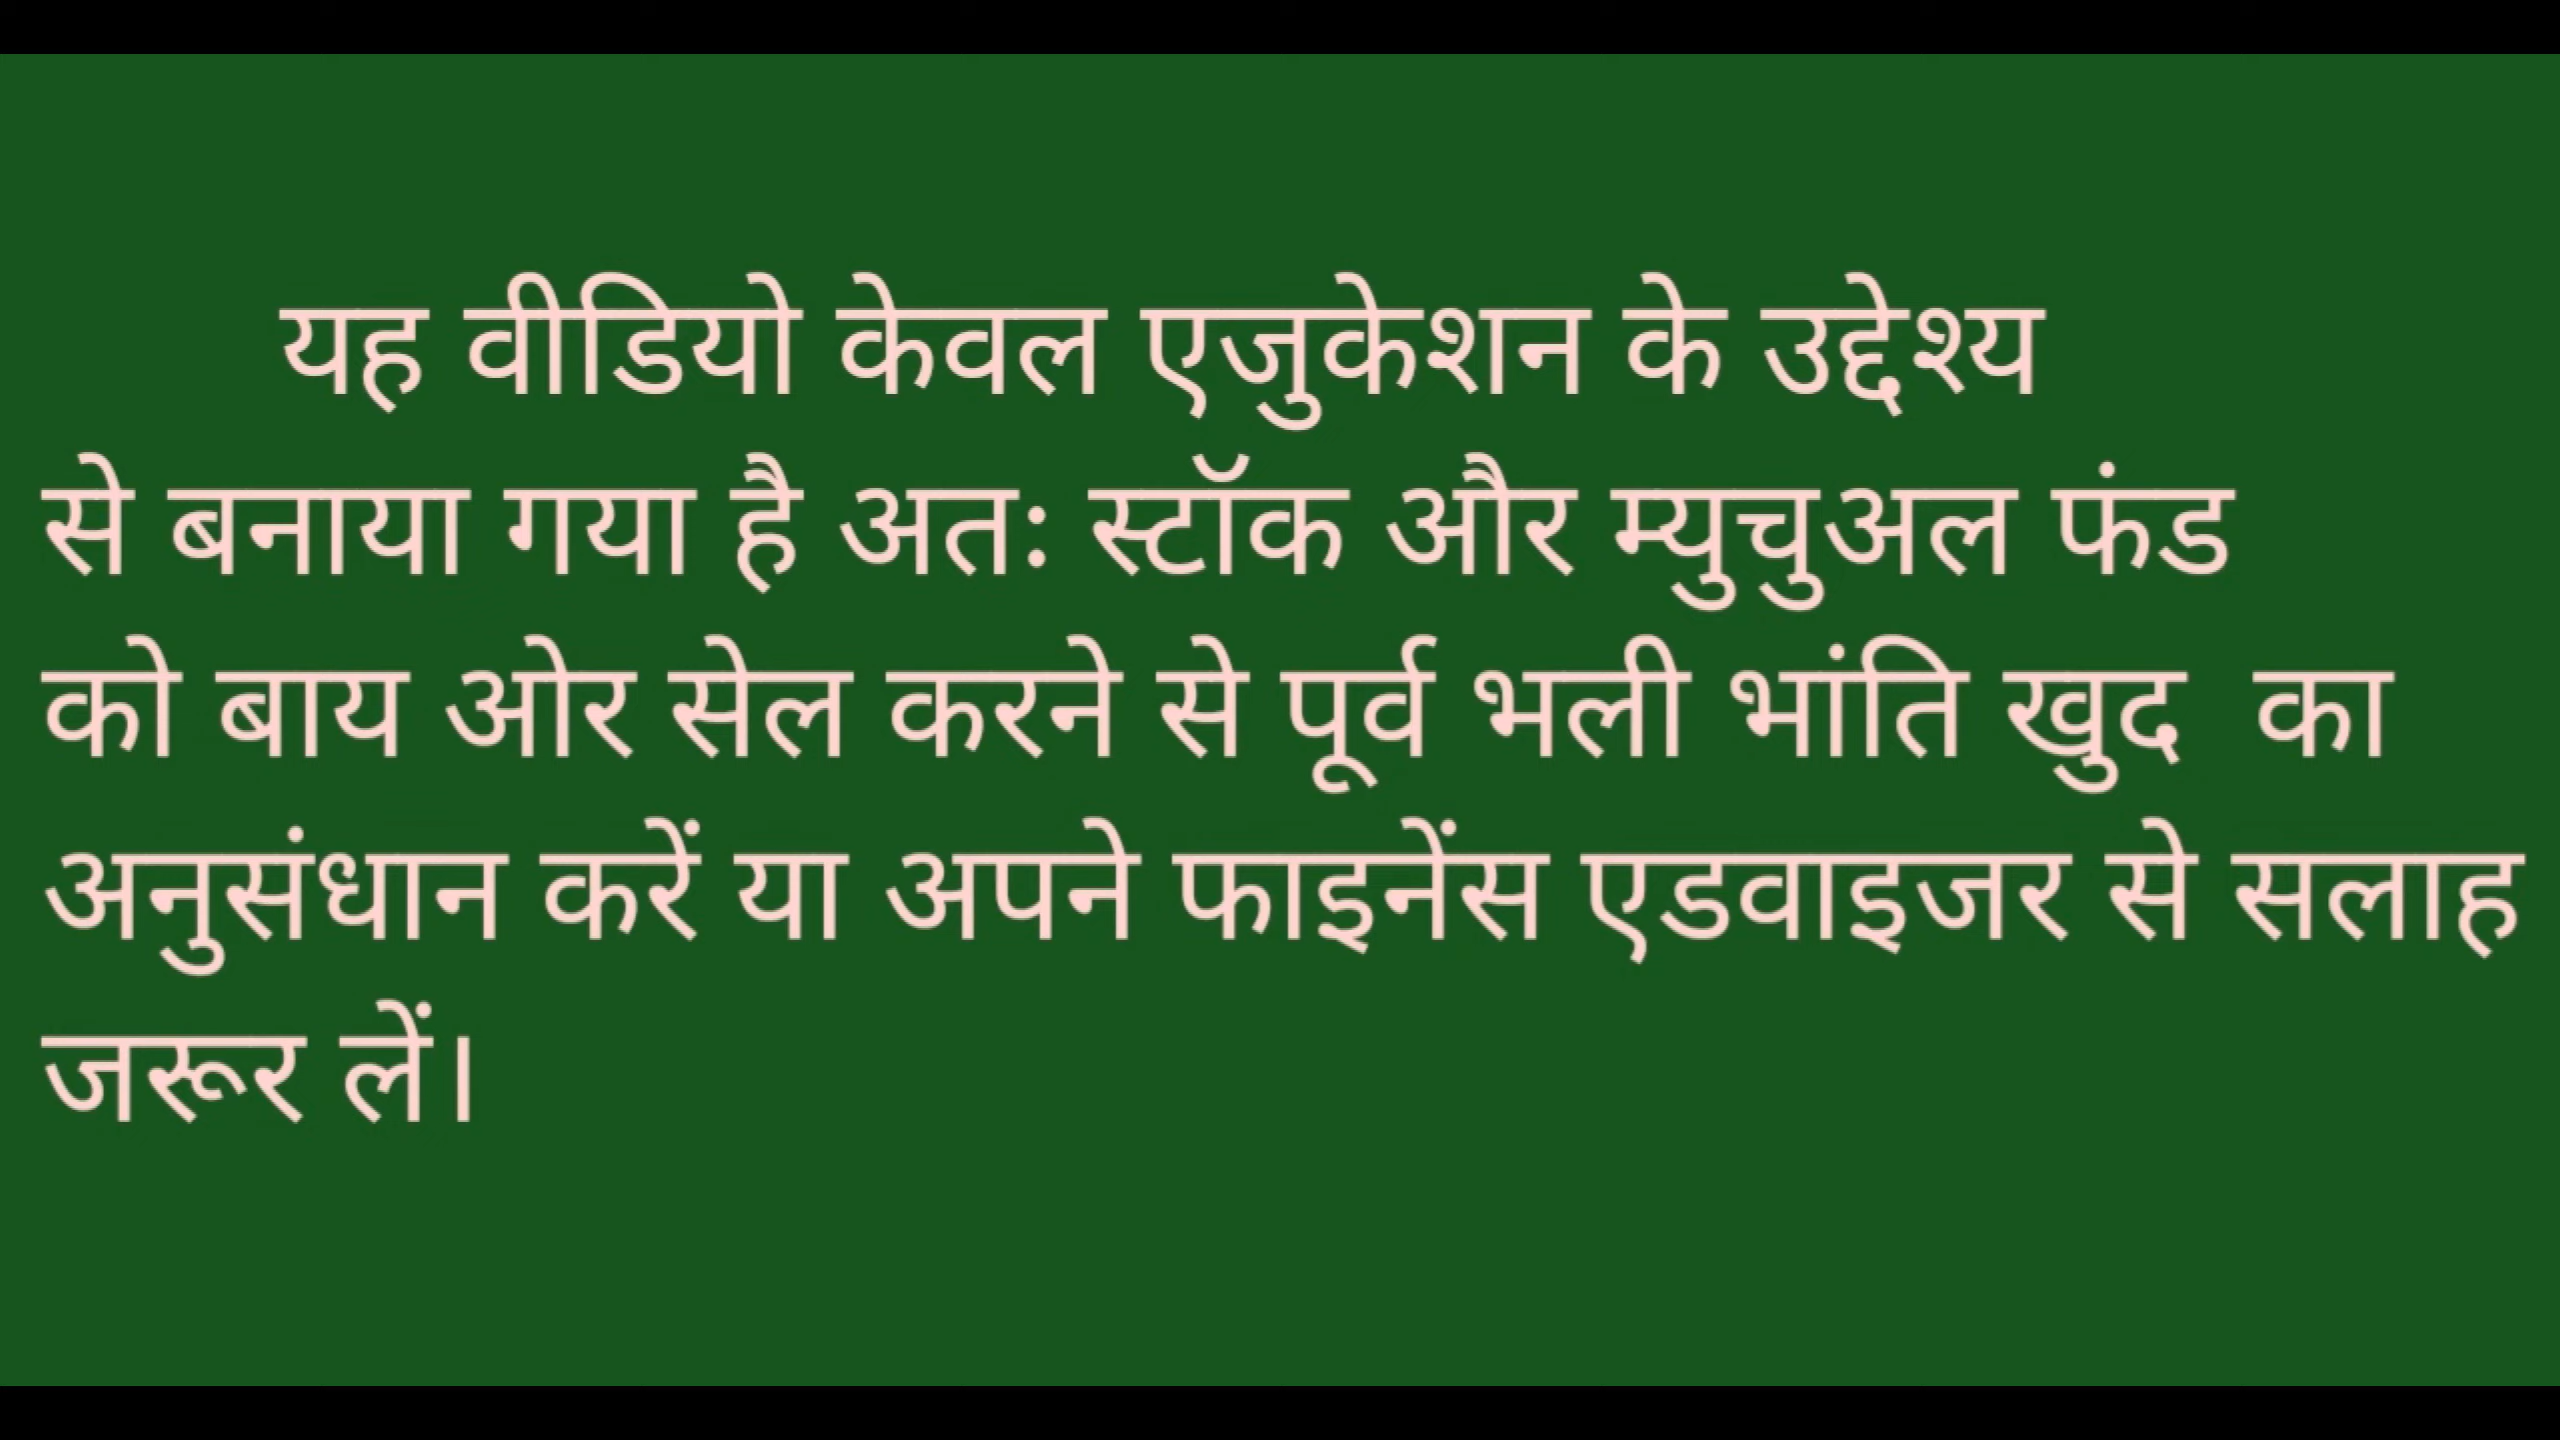 यह वीडियो केवल एजुकेशन के उद्देश्य
से बनाया गया है अतः स्टॉक और म्युचुअल फंड
को बाय ओर सेल करने से पूर्व भली भांति खुद  का
अनुसंधान करें या अपने फाइनेंस एडवाइजर से सलाह
जरूर लें।